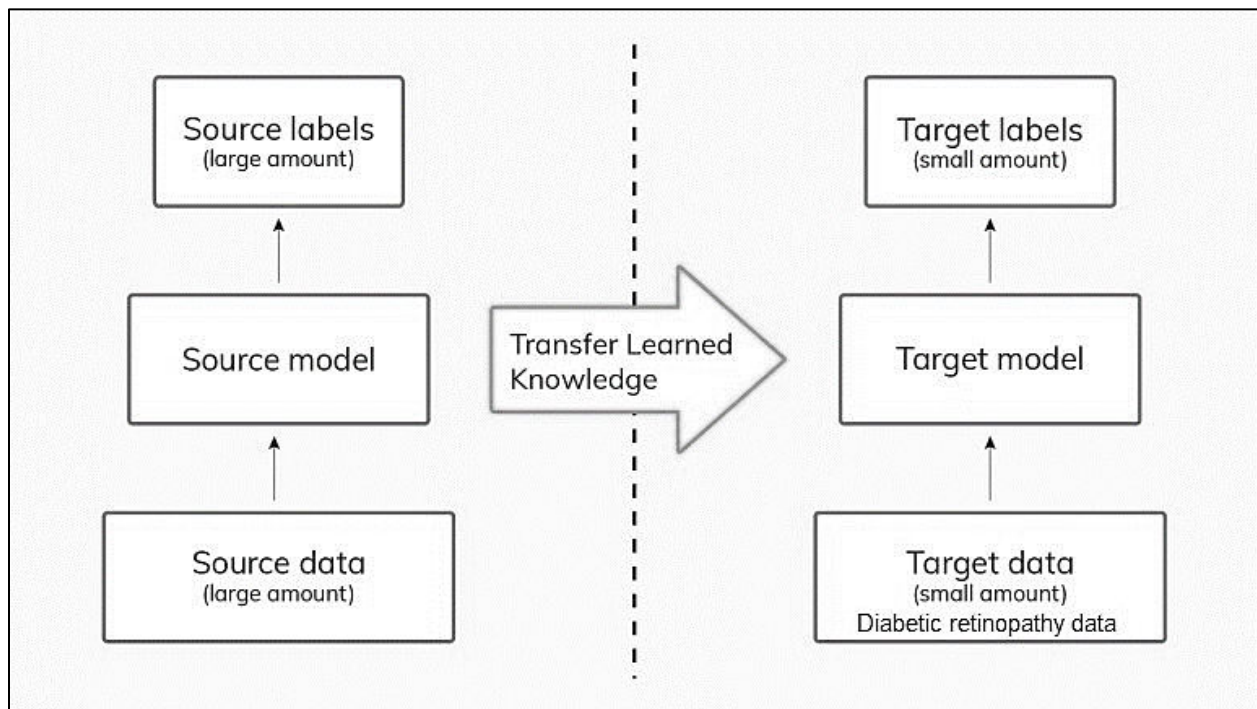 Source labels
(large amount)
Target labels
(small amount)
Source model
Transfer Learned
Knowledge
Target model
Source data
(large amount)
Target data
(small amount)
Diabetic retinopathy data